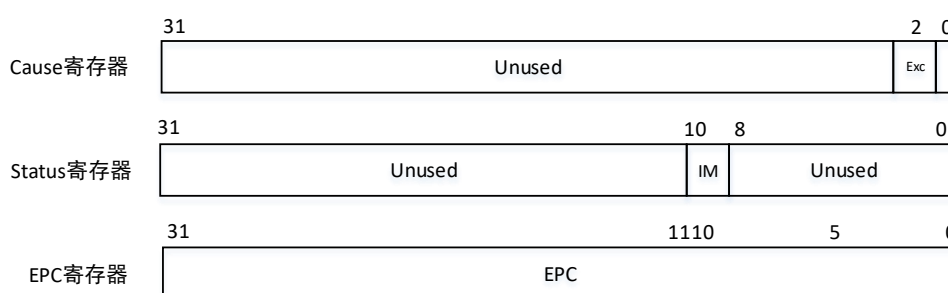 31 2 0
Cause寄存器 Unused Exc
31 10 8 0
Status寄存器 Unused IM Unused
31 1110 5
EPC寄存器 EPC